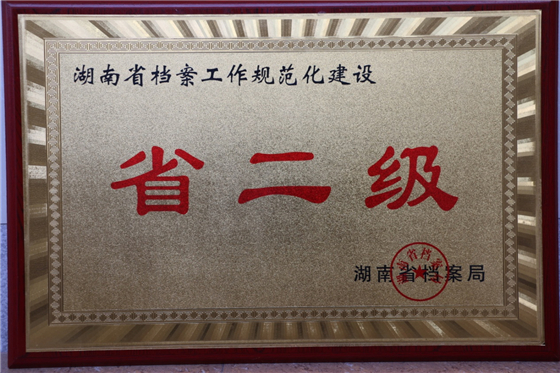 湖南省档案工作规范化建设
省二级
湖南省档案局